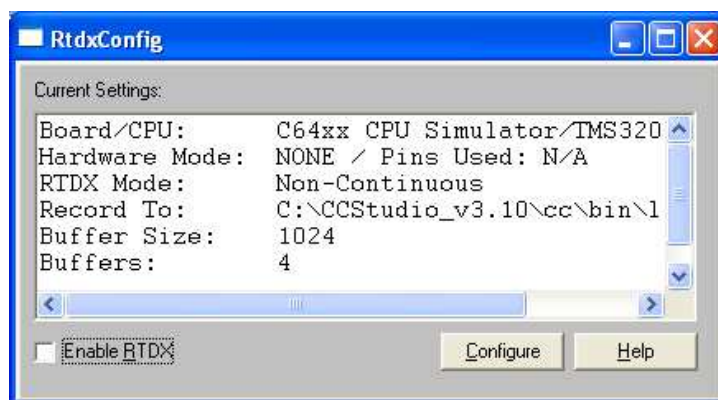 RtdxConfig
Current Settings:
Board/CPU: C64xx CPU Simulator/TMS320
Hardware Mode: NONE / Pins Used: N/A
RTDX Mode: Non-Continuous
Record To: C:\CCStudio_v3.10\cc\bin\l
Buffer Size: 1024
Buffers: 4
Enable RTDX
Configure Help